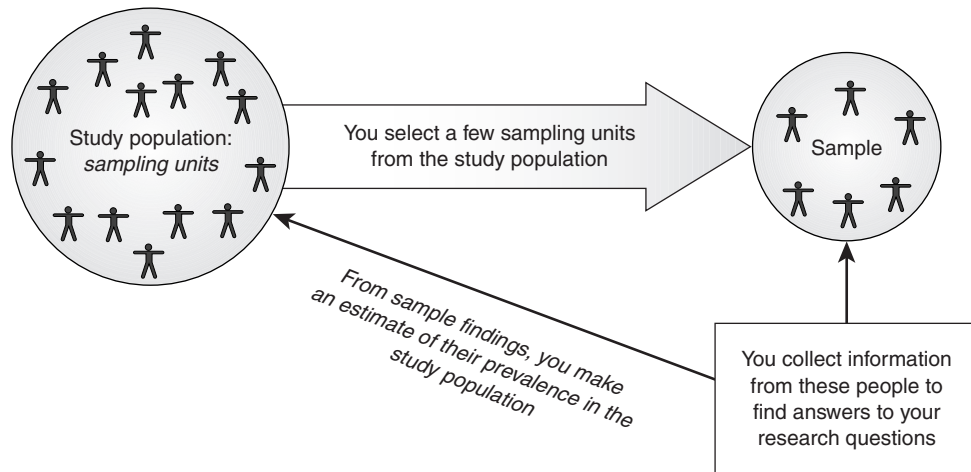 Study population:
sampling units
You select a few sampling units
from the study population
Sample
From sample findings, you make
an estimate of their prevalence in the
study population
You collect information
from these people to
find answers to your
research questions